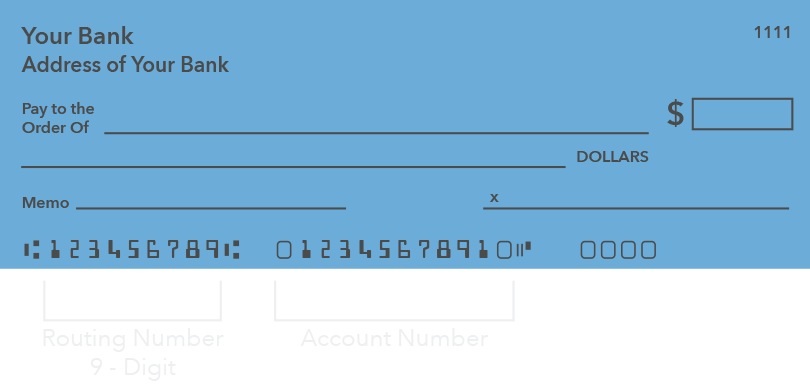 Your Bank
1111
Address of Your Bank
Pay to the
Order Of
$
DOLLARS
Memo
x
⑆123456789⑆ 012345678910⑈ 0000
Routing Number
9 - Digit
Account Number